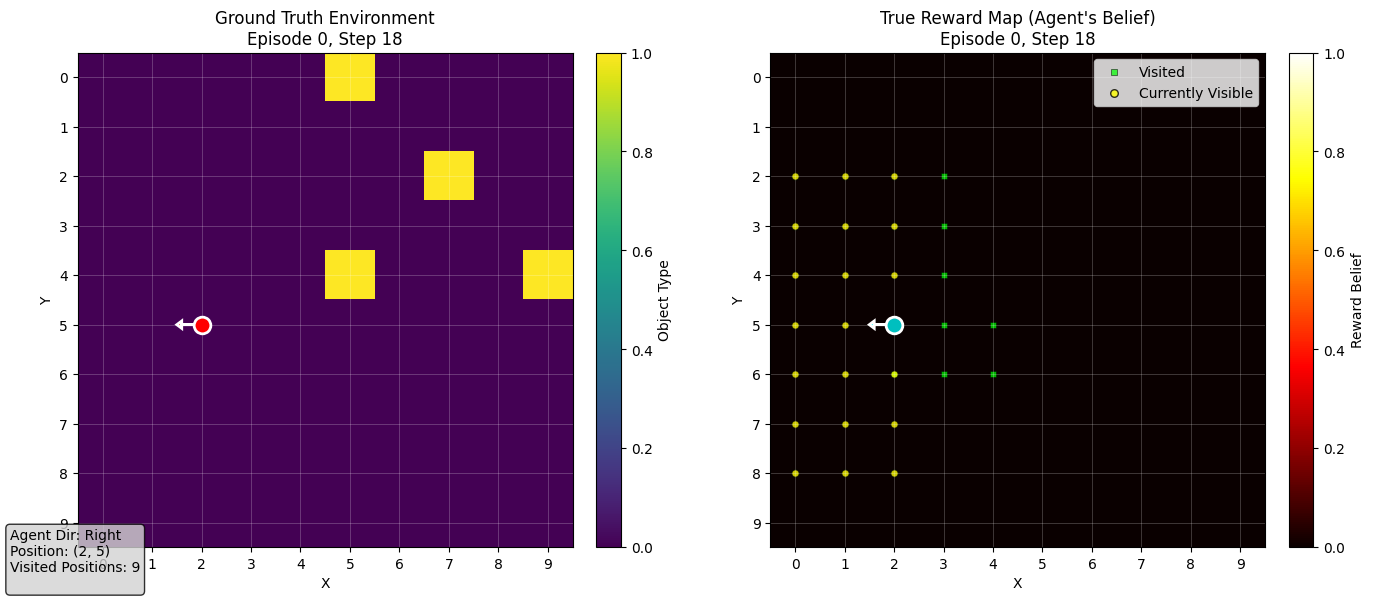 Ground Truth Environment
Episode 0, Step 18
0
1
2
3
4
5
6
7
8
9
Y
0 1 2 3 4 5 6 7 8 9
X
1.0
0.8
0.6
0.4
0.2
0.0
Object Type
Agent Dir: Right
Position: (2, 5)
Visited Positions: 9
True Reward Map (Agent's Belief)
Episode 0, Step 18
Visited
Currently Visible
0
1
2
3
4
5
6
7
8
9
Y
0 1 2 3 4 5 6 7 8 9
X
1.0
0.8
0.6
0.4
0.2
0.0
Reward Belief